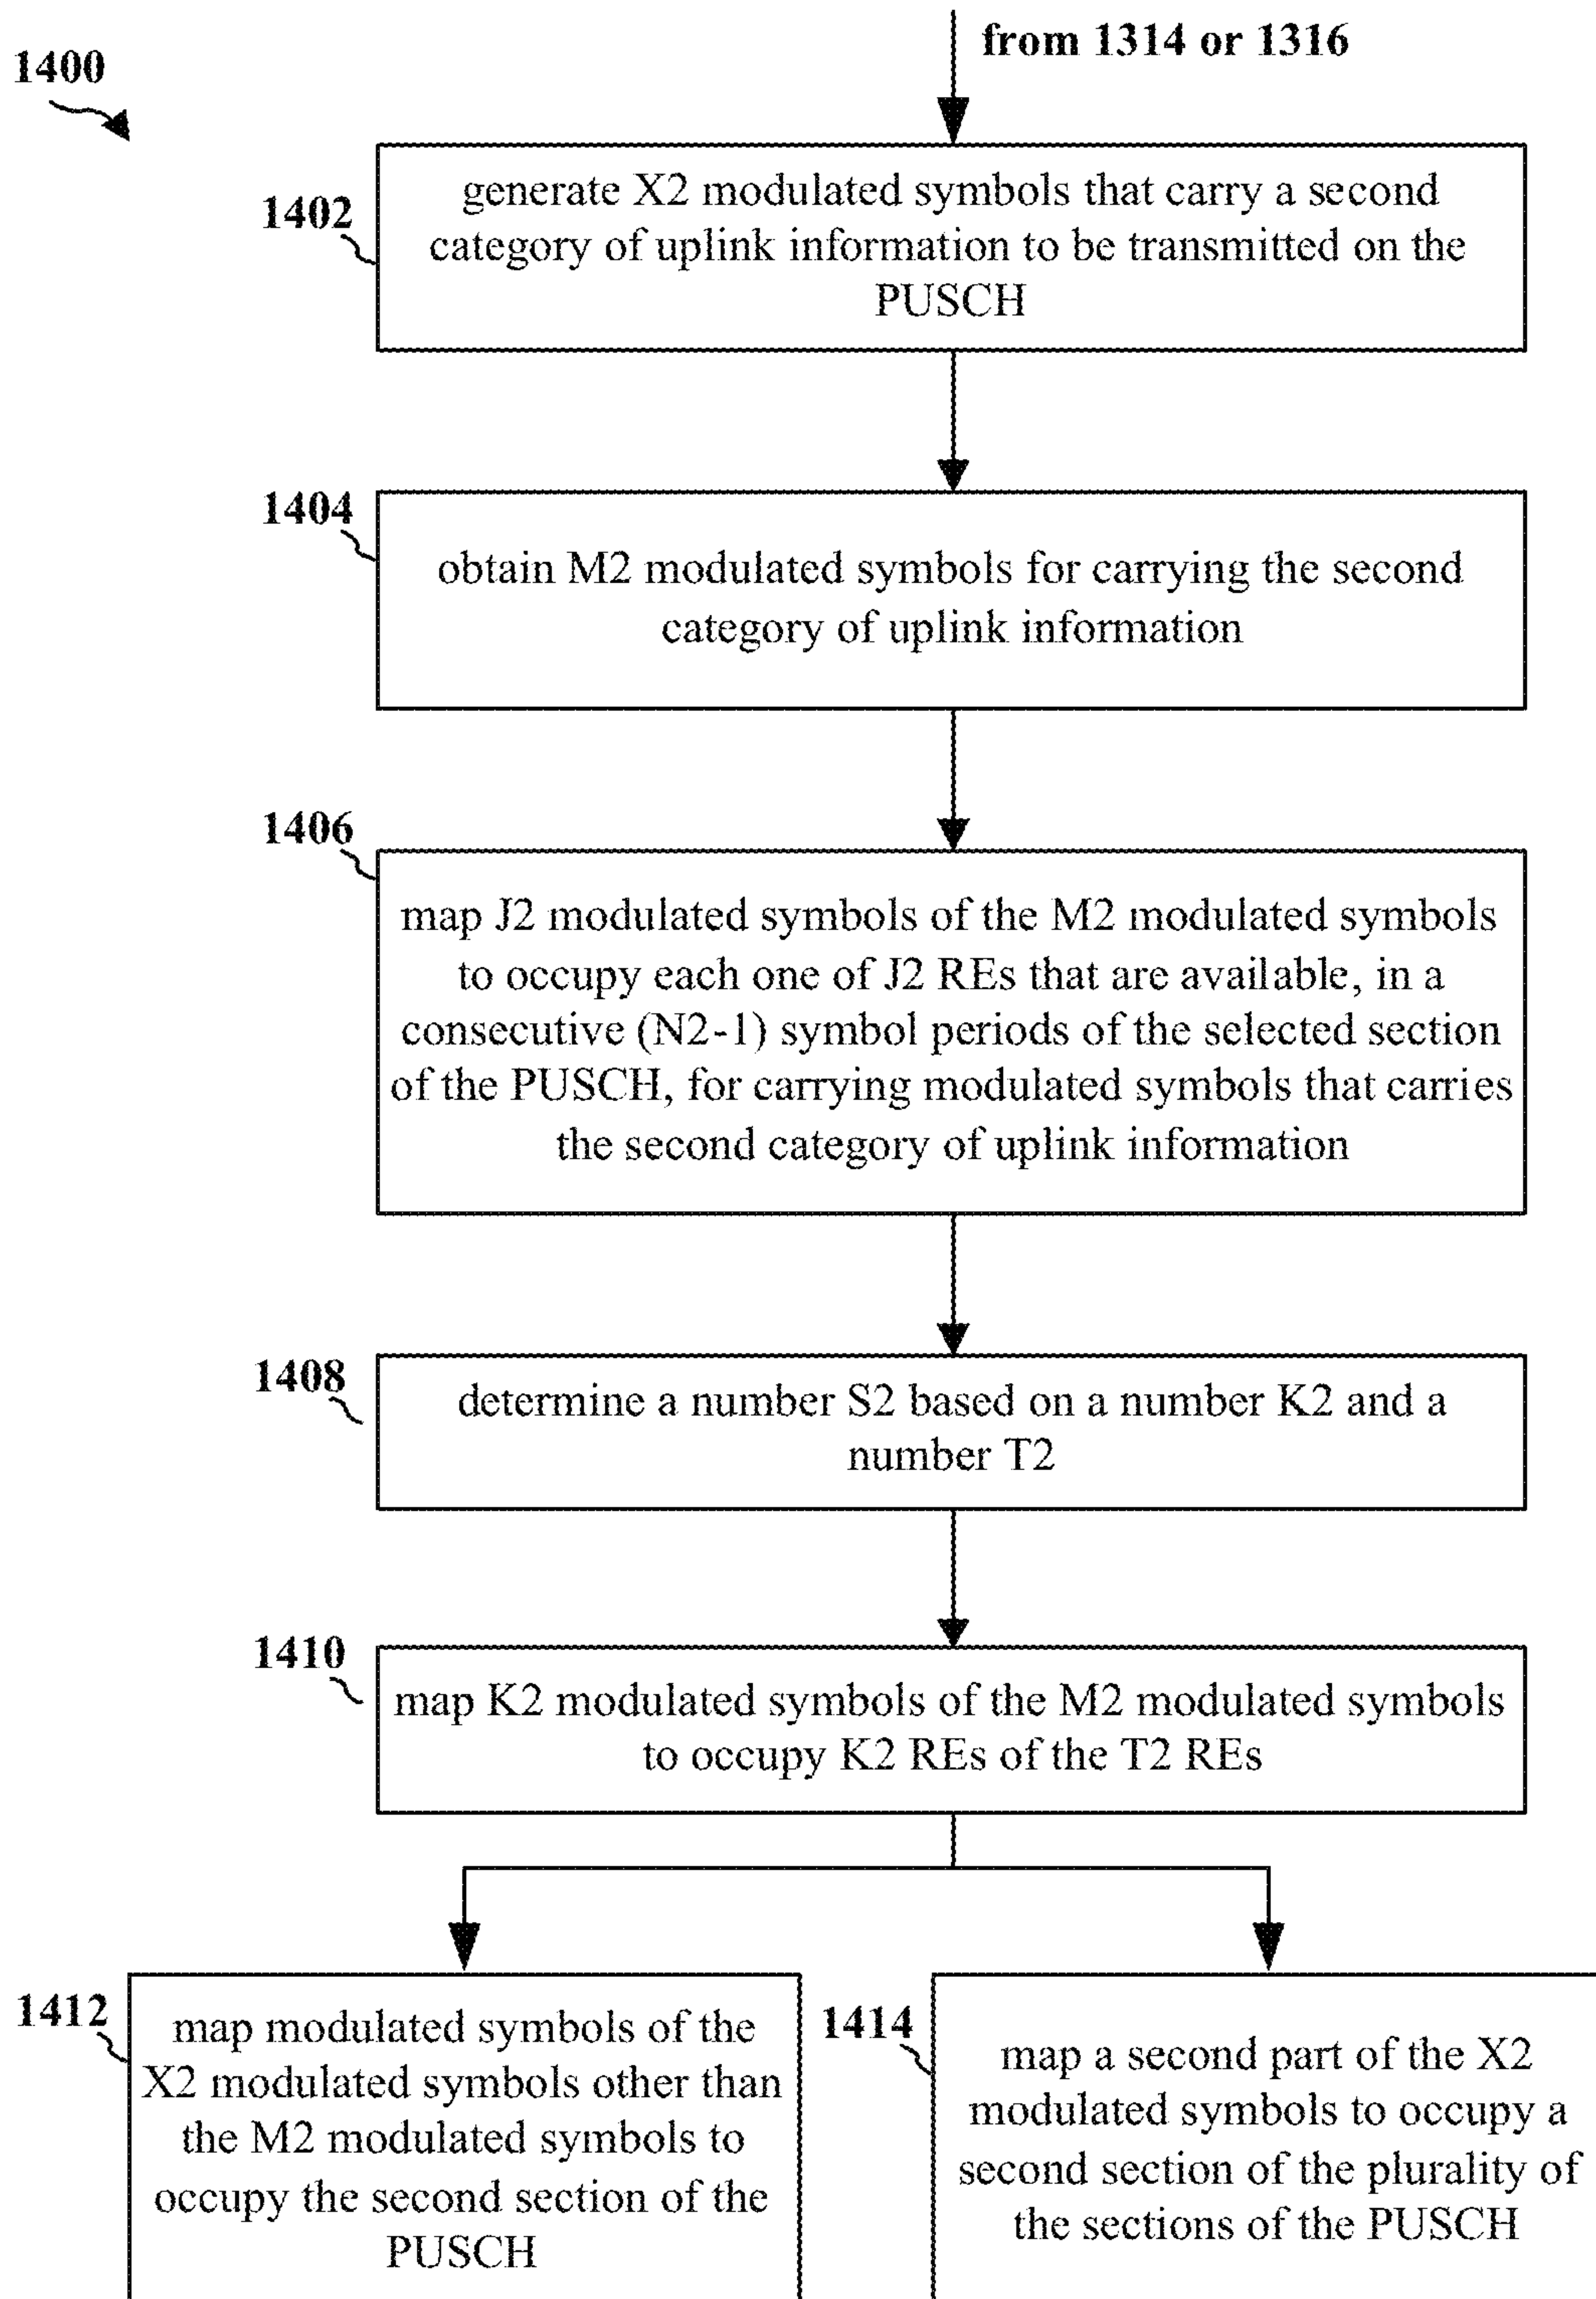 from 1314 or 1316
1400
1402
generate X2 modulated symbols that carry a second
category of uplink information to be transmitted on the
PUSCH
1404
obtain M2 modulated symbols for carrying the second
category of uplink information
1406
map J2 modulated symbols of the M2 modulated symbols
to occupy each one of J2 REs that are available, in a
consecutive (N2-1) symbol periods of the selected section
of the PUSCH, for carrying modulated symbols that carries
the second category of uplink information
1408
determine a number S2 based on a number K2 and a
number T2
1410
map K2 modulated symbols of the M2 modulated symbols
to occupy K2 REs of the T2 REs
1412
map modulated symbols of the
X2 modulated symbols other than
the M2 modulated symbols to
occupy the second section of the
PUSCH
1414
map a second part of the X2
modulated symbols to occupy a
second section of the plurality of
the sections of the PUSCH